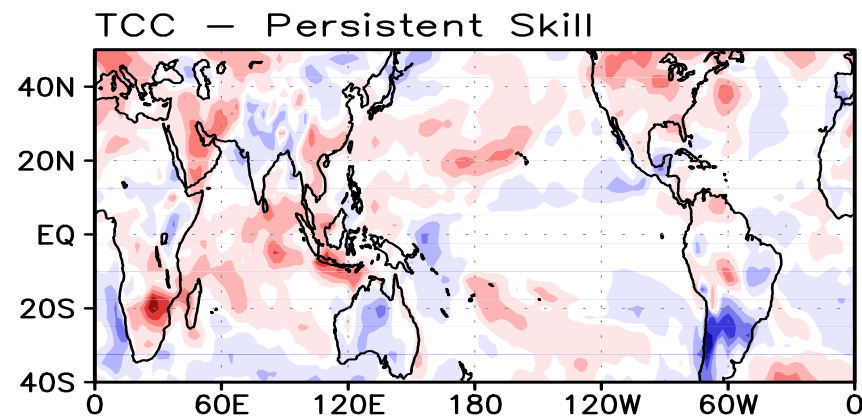 TCC – Persistent Skill
40N
20N
EQ
20S
40S
0 60E 120E 180 120W 60W 0